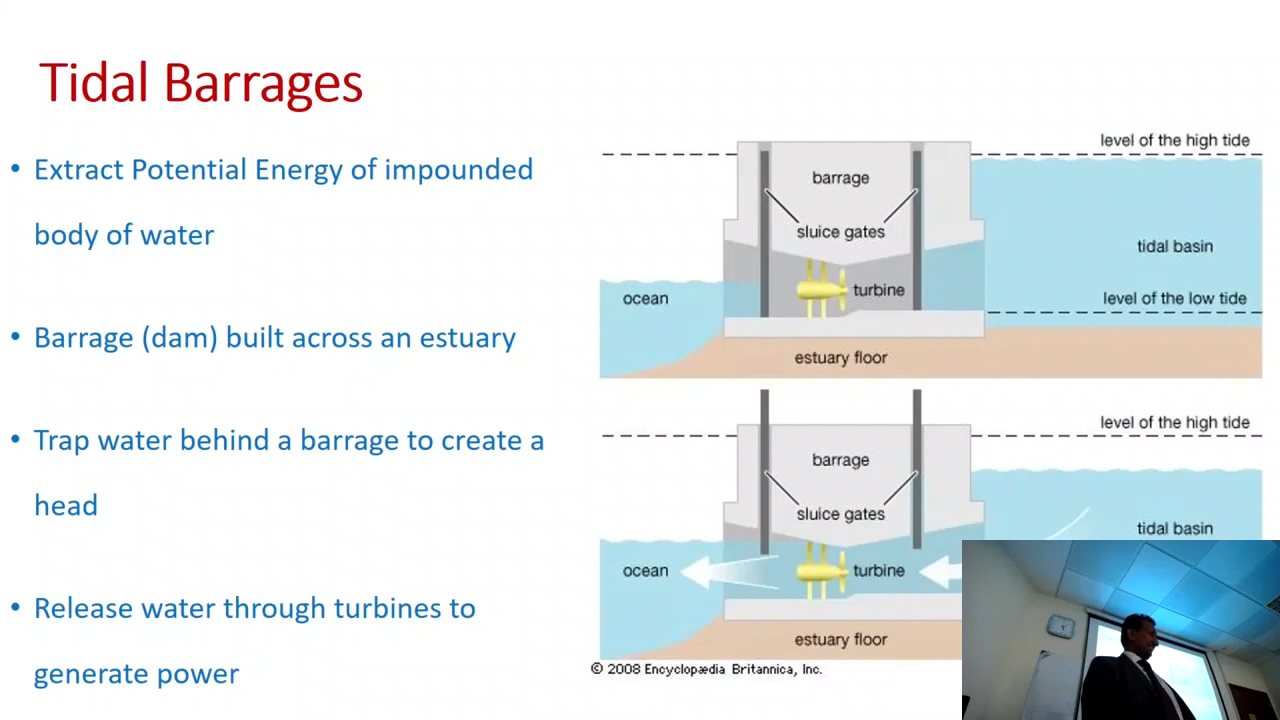 Tidal Barrages
• Extract Potential Energy of impounded
body of water
• Barrage (dam) built across an estuary
• Trap water behind a barrage to create a
head
• Release water through turbines to
generate power
level of the high tide
barrage
sluice gates
tidal basin
ocean
turbine
level of the low tide
estuary floor
level of the high tide
barrage
sluice gates
tidal basin
ocean
turbine
estuary floor
© 2008 Encyclopædia Britannica, Inc.